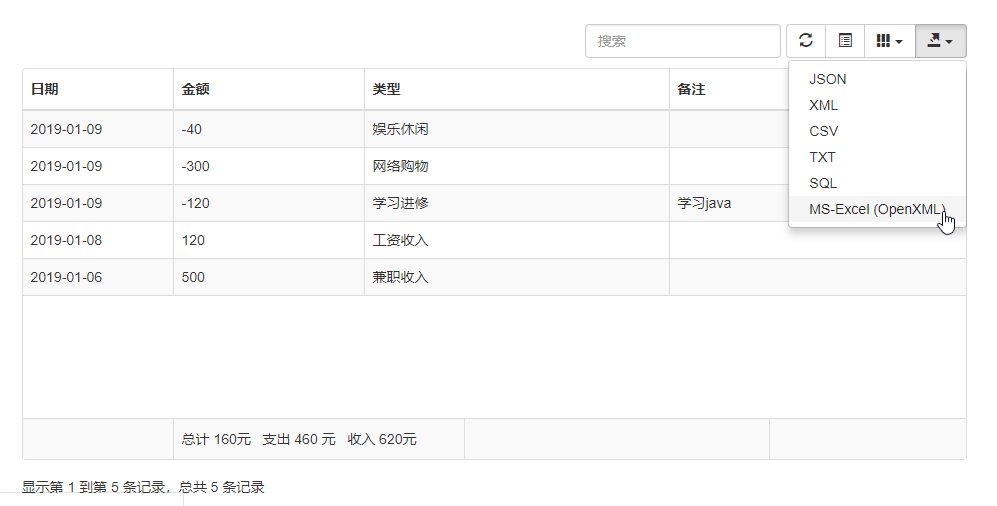 搜索
JSON
XML
CSV
TXT
SQL
MS-Excel (OpenXML)
日期 金额 类型 备注
2019-01-09 -40 娱乐休闲
2019-01-09 -300 网络购物
2019-01-09 -120 学习进修 学习java
2019-01-08 120 工资收入
2019-01-06 500 兼职收入
总计 160元 支出 460 元 收入 620元
显示第 1 到第 5 条记录，总共 5 条记录